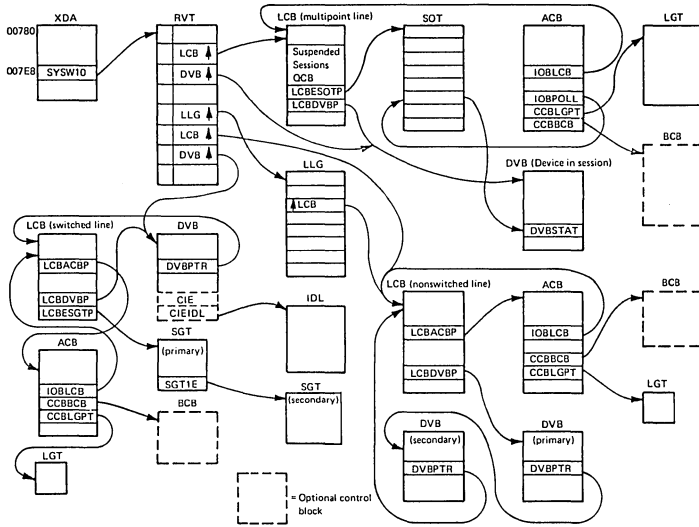 XDA
00780
007E8
SYSW10
RVT
LCB
DVB
LLG
LCB
DVB
LCB (multipoint line)
Suspended
Sessions
QCB
LCBESOTP
LCBDVBP
SOT
ACB
IOBLCB
IOBPOLL
CCBLGPT
CCBBCB
LGT
BCB
DVB (Device in session)
DVBSTAT
LLG
LCB
LCB (switched line)
LCBACBP
LCBDVBP
LCBESGTP
DVB
DVBPTR
CIE
CIEIDL
IDL
SGT
(primary)
SGT1E
SGT
(secondary)
ACB
IOBLCB
CCBBCB
CCBLGPT
BCB
LGT
LCB (nonswitched line)
LCBACBP
LCBDVBP
ACB
IOBLCB
CCBBCB
CCBLGPT
BCB
LGT
DVB
(secondary)
DVBPTR
DVB
(primary)
DVBPTR
= Optional control
block